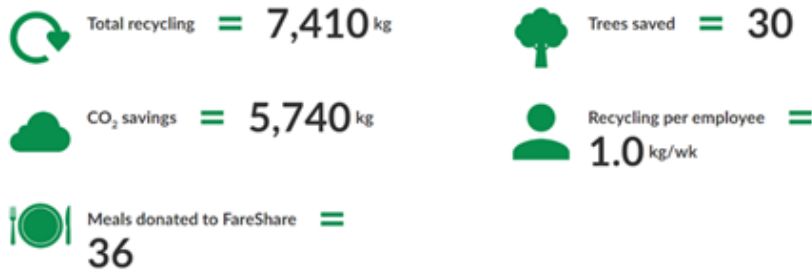 Total recycling = 7,410 kg
Trees saved = 30
CO₂ savings = 5,740 kg
Recycling per employee =
1.0 kg/wk
Meals donated to FareShare =
36